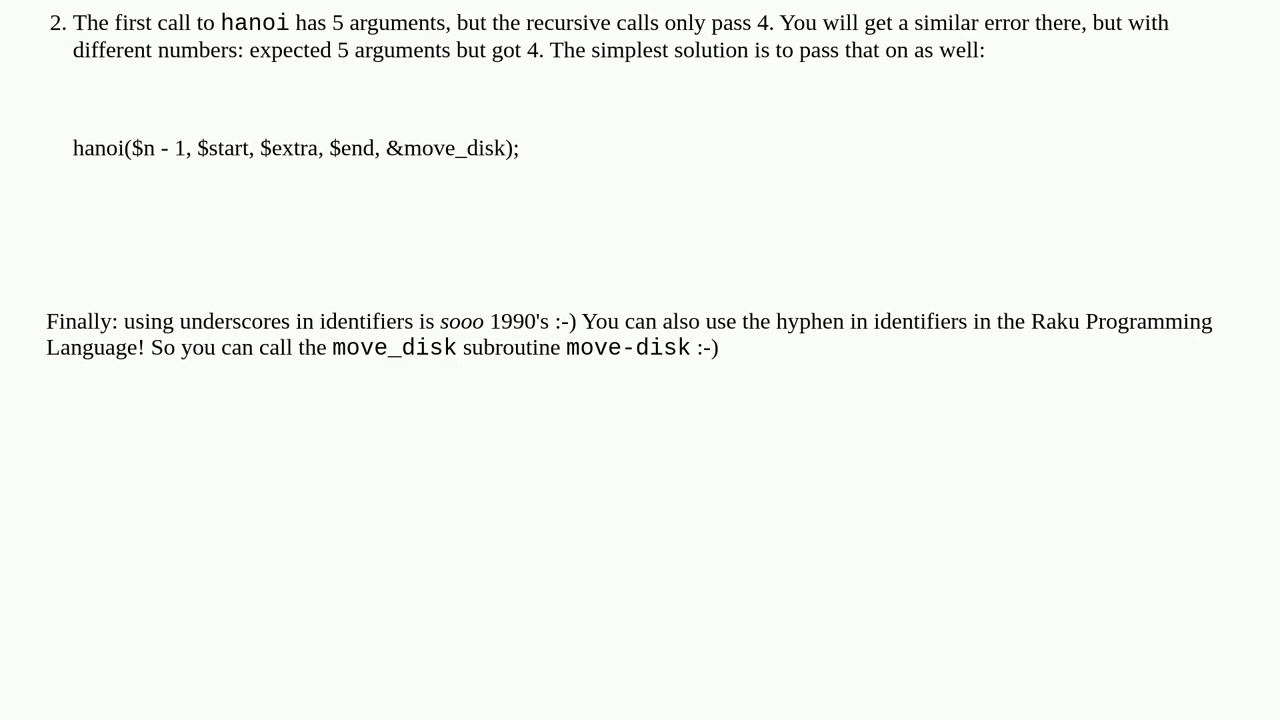 2. The first call to hanoi has 5 arguments, but the recursive calls only pass 4. You will get a similar error there, but with
different numbers: expected 5 arguments but got 4. The simplest solution is to pass that on as well:
hanoi($n - 1, $start, $extra, $end, &move_disk);
Finally: using underscores in identifiers is sooo 1990's :-) You can also use the hyphen in identifiers in the Raku Programming
Language! So you can call the move_disk subroutine move-disk :-)